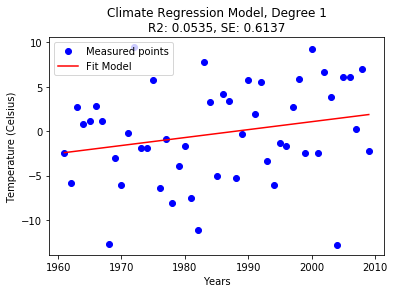 Climate Regression Model, Degree 1
R2: 0.0535, SE: 0.6137
Measured points
Fit Model
Temperature (Celsius)
10
5
0
−5
−10
1960 1970 1980 1990 2000 2010
Years